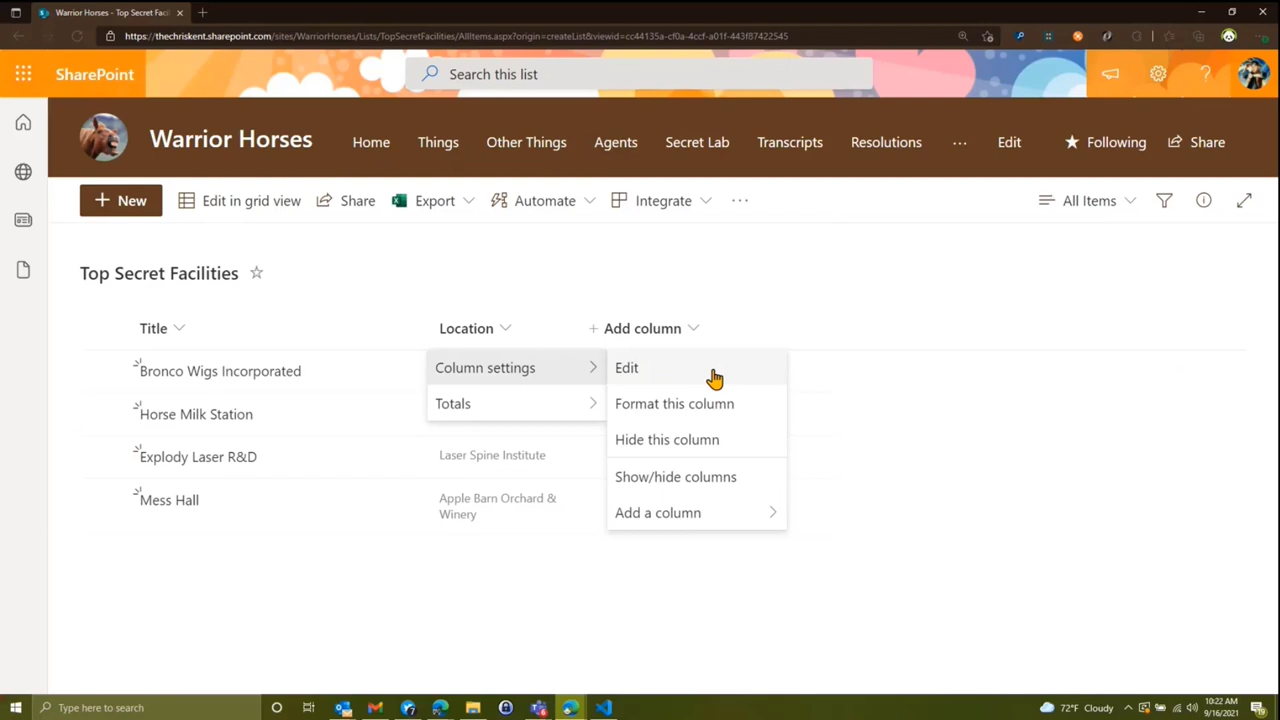 Warrior Horses - Top Secret Faci
https://thechriskent.sharepoint.com/sites/WarriorHorses/Lists/TopSecretFacilities/AllItems.aspx?origin=createList&viewid=cc44135a-cf0a-4ccf-a01f-443f87422545
SharePoint
Search this list
Warrior Horses
Home
Things
Other Things
Agents
Secret Lab
Transcripts
Resolutions
...
Edit
Following
Share
+ New
Edit in grid view
Share
Export
Automate
Integrate
...
All Items
Top Secret Facilities
Title
Location
+ Add column
Bronco Wigs Incorporated
Horse Milk Station
Explody Laser R&D
Laser Spine Institute
Mess Hall
Apple Barn Orchard &
Winery
Column settings
Totals
Edit
Format this column
Hide this column
Show/hide columns
Add a column
Type here to search
72°F Cloudy
10:22 AM
9/16/2021